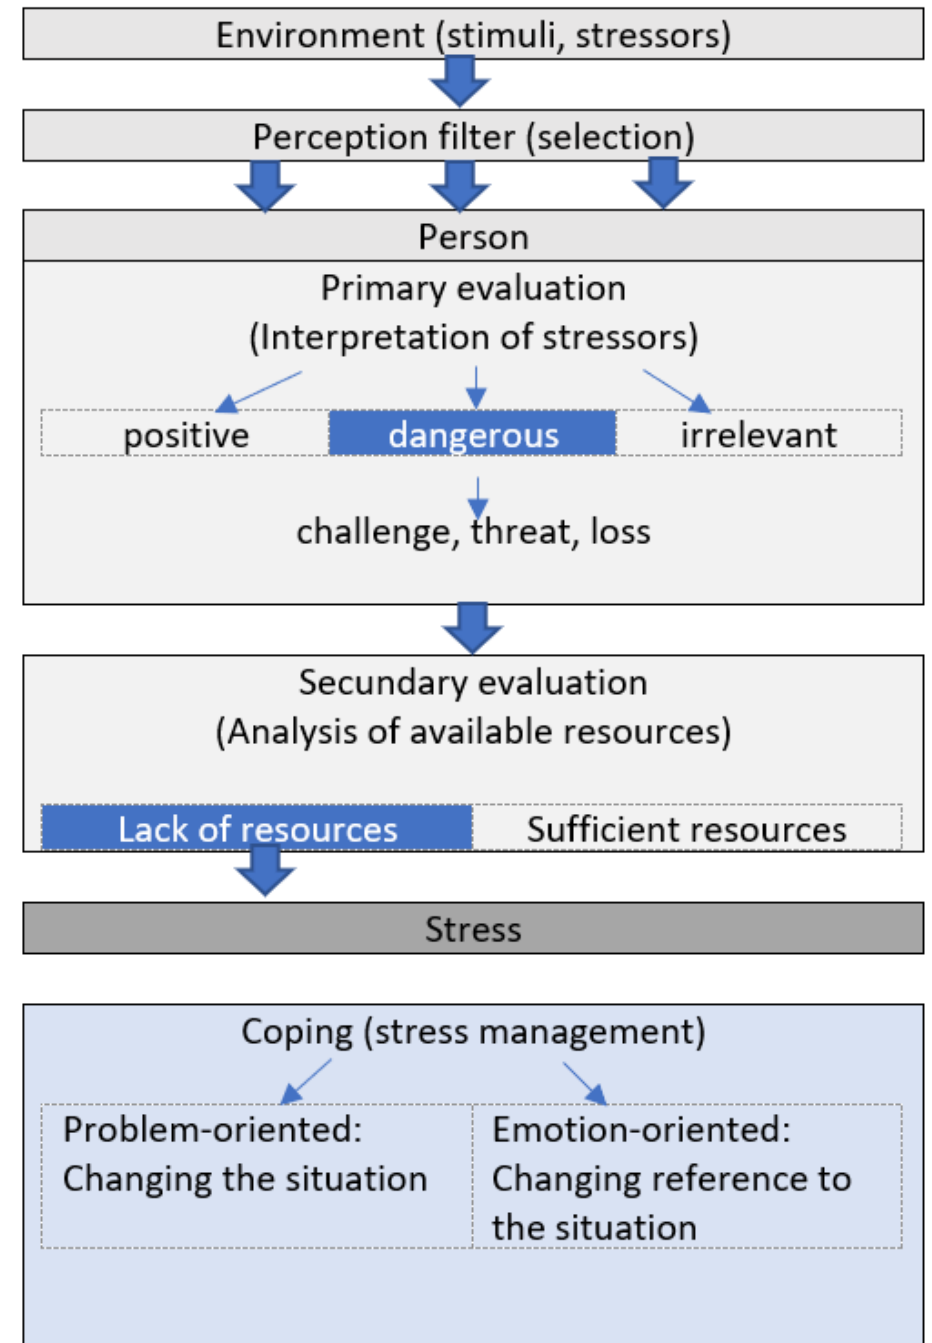 Environment (stimuli, stressors)
Perception filter (selection)
Person
Primary evaluation
(Interpretation of stressors)
positive
dangerous
irrelevant
challenge, threat, loss
Secundary evaluation
(Analysis of available resources)
Lack of resources
Sufficient resources
Stress
Coping (stress management)
Problem-oriented:
Changing the situation
Emotion-oriented:
Changing reference to
the situation